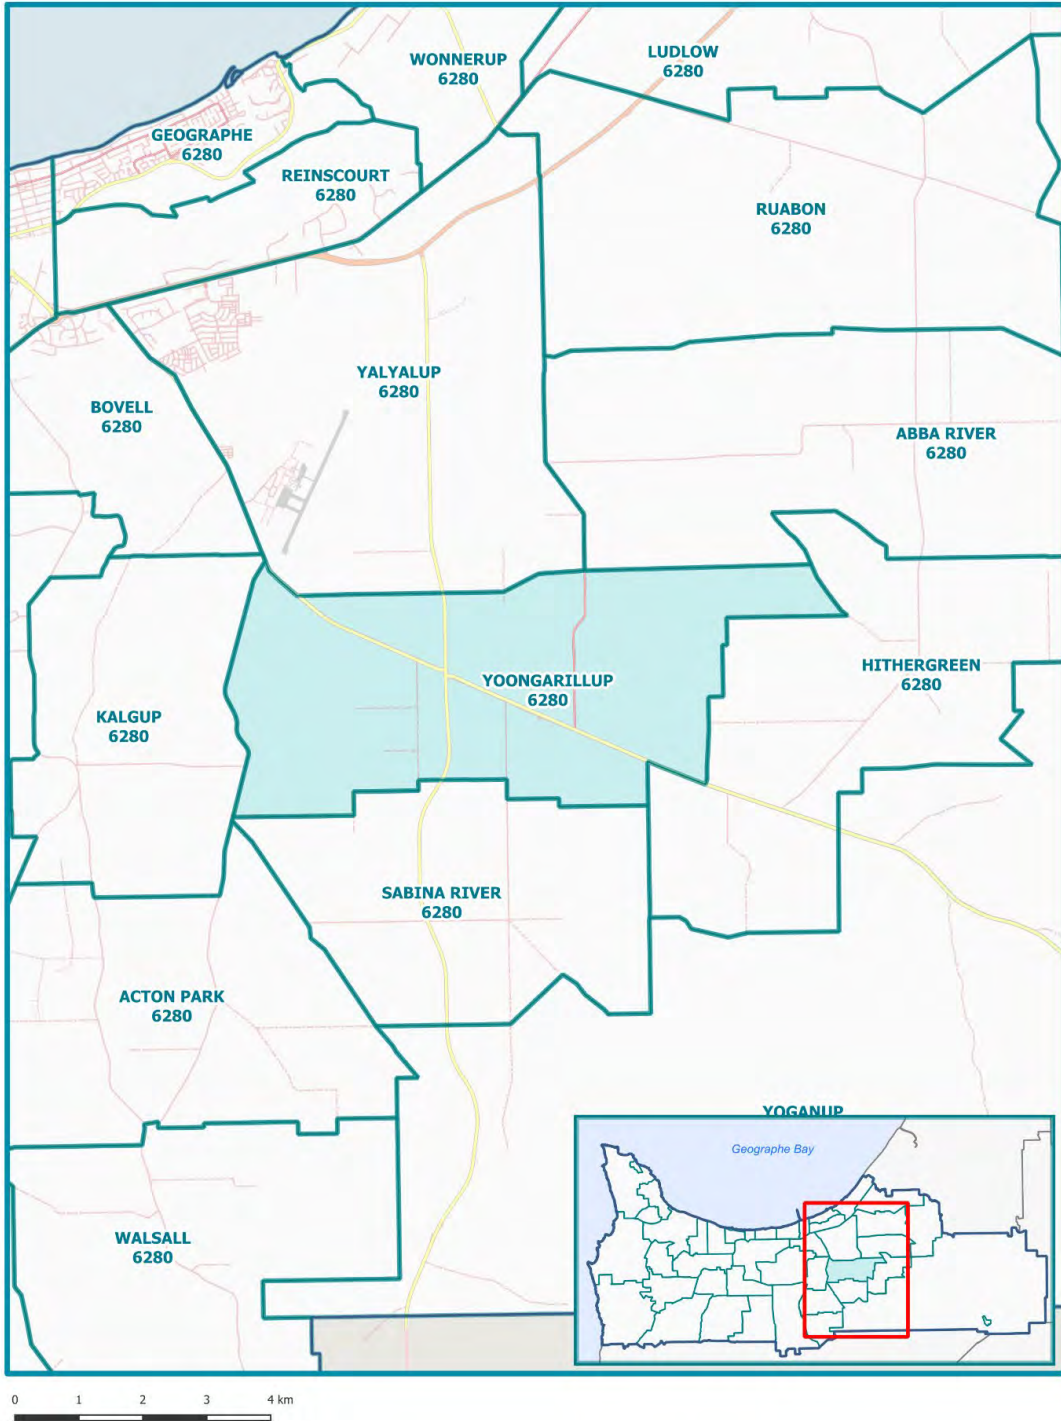 WONNERUP
6280
LUDLOW
6280
GEOGRAPHE
6280
REINSCOURT
6280
RUABON
6280
YALYALUP
6280
BOVELL
6280
ABBA RIVER
6280
HITHERGREEN
6280
YOONGARILLUP
6280
KALGUP
6280
SABINA RIVER
6280
ACTON PARK
6280
YOGANUP
Geographe Bay
WALSALL
6280
0 1 2 3 4 km